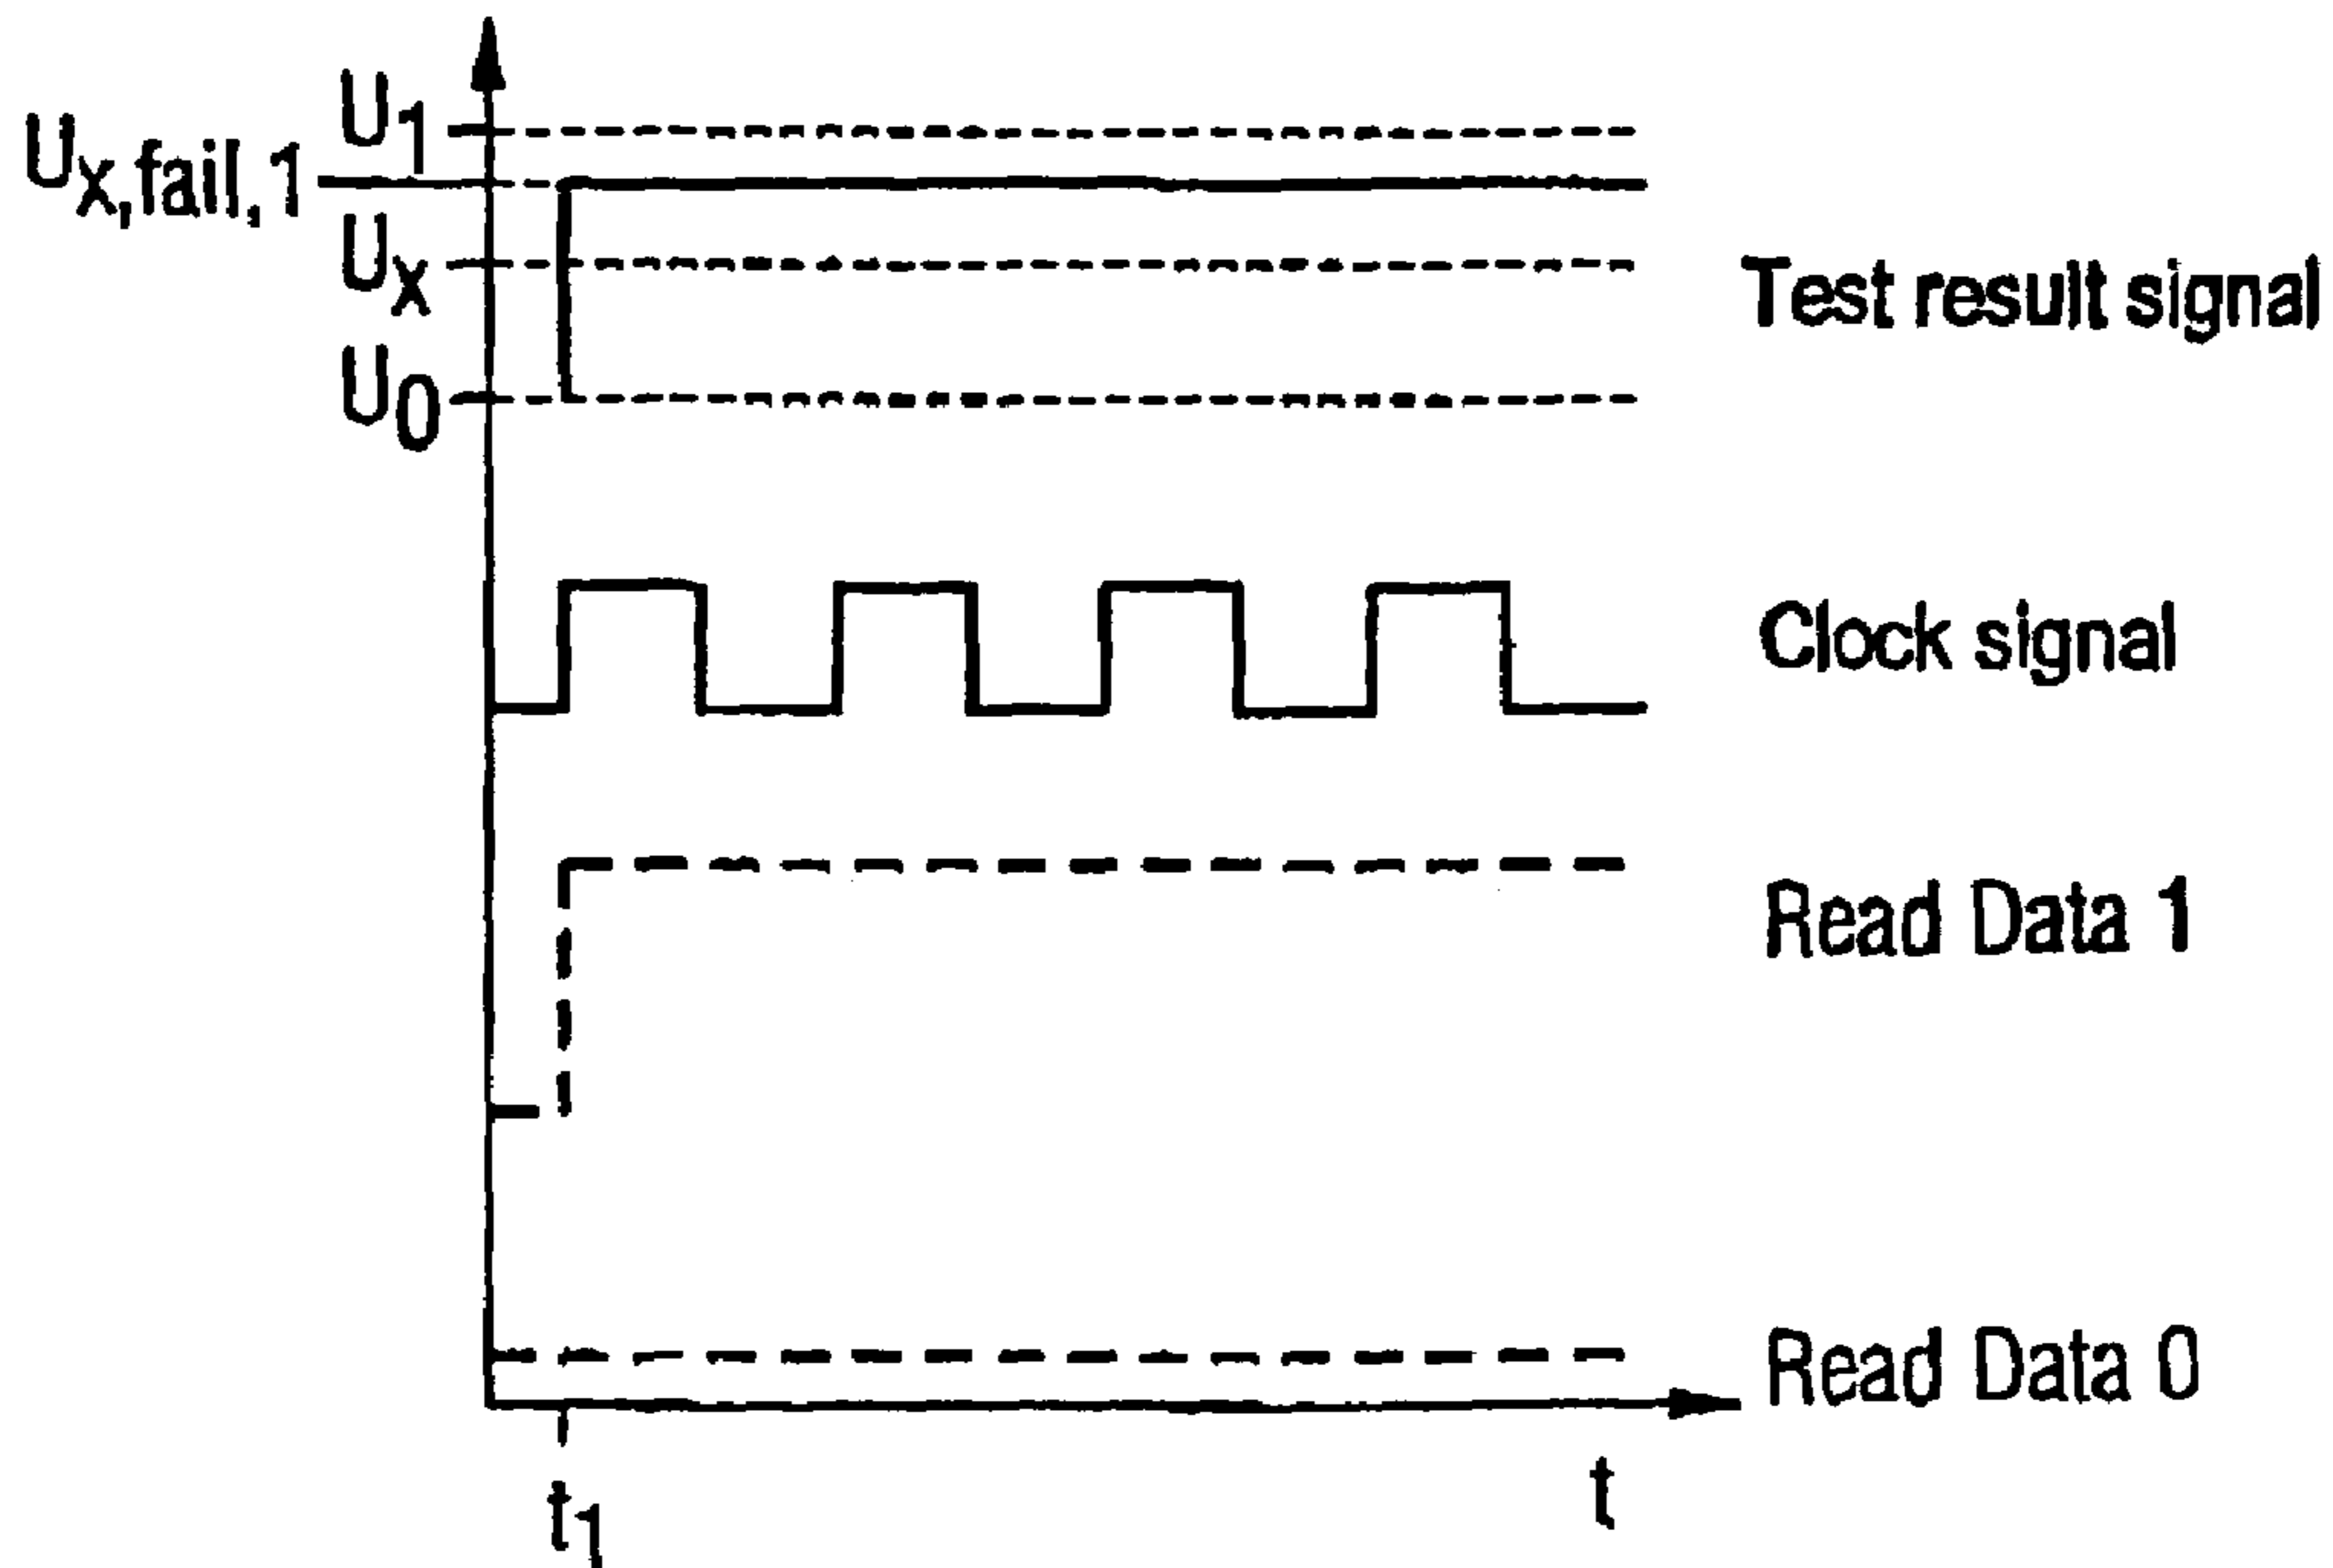 U1
Ux,fail,1
Ux
Test result signal
U0
Clock signal
Read Data 1
Read Data 0
t1
t